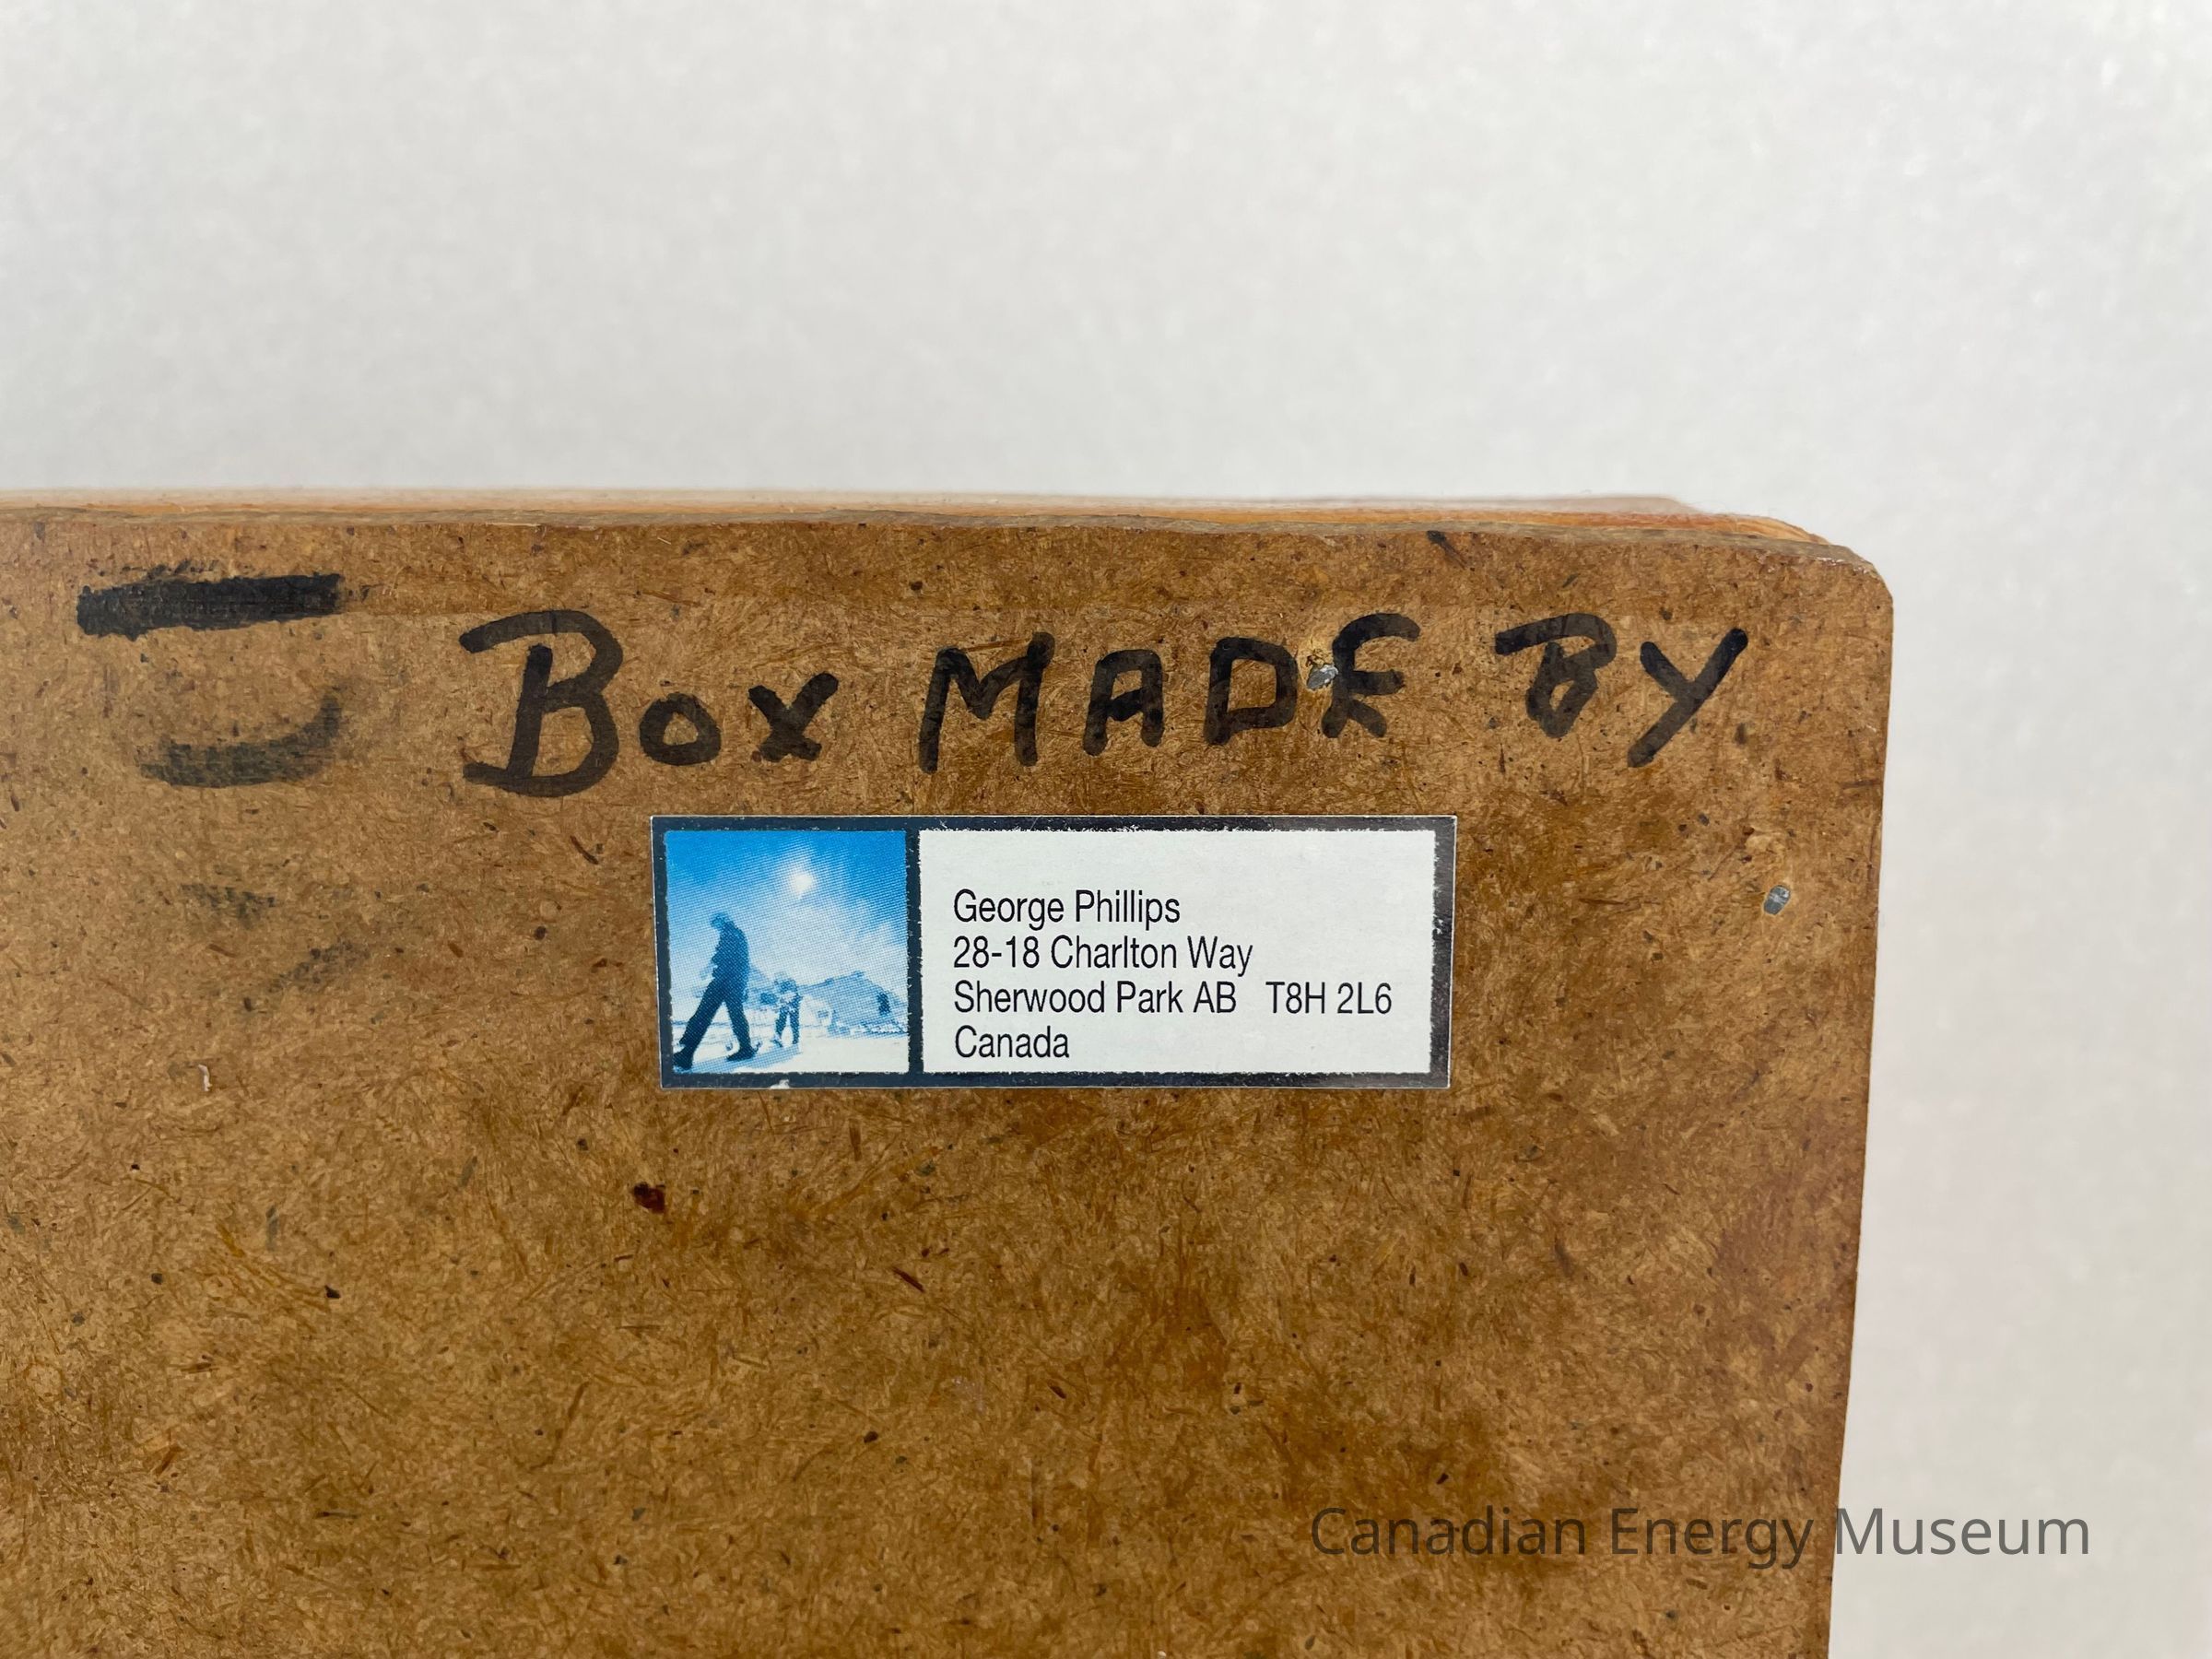 Box MADE BY
George Phillips
28-18 Charlton Way
Sherwood Park AB T8H 2L6
Canada
Canadian Energy Museum